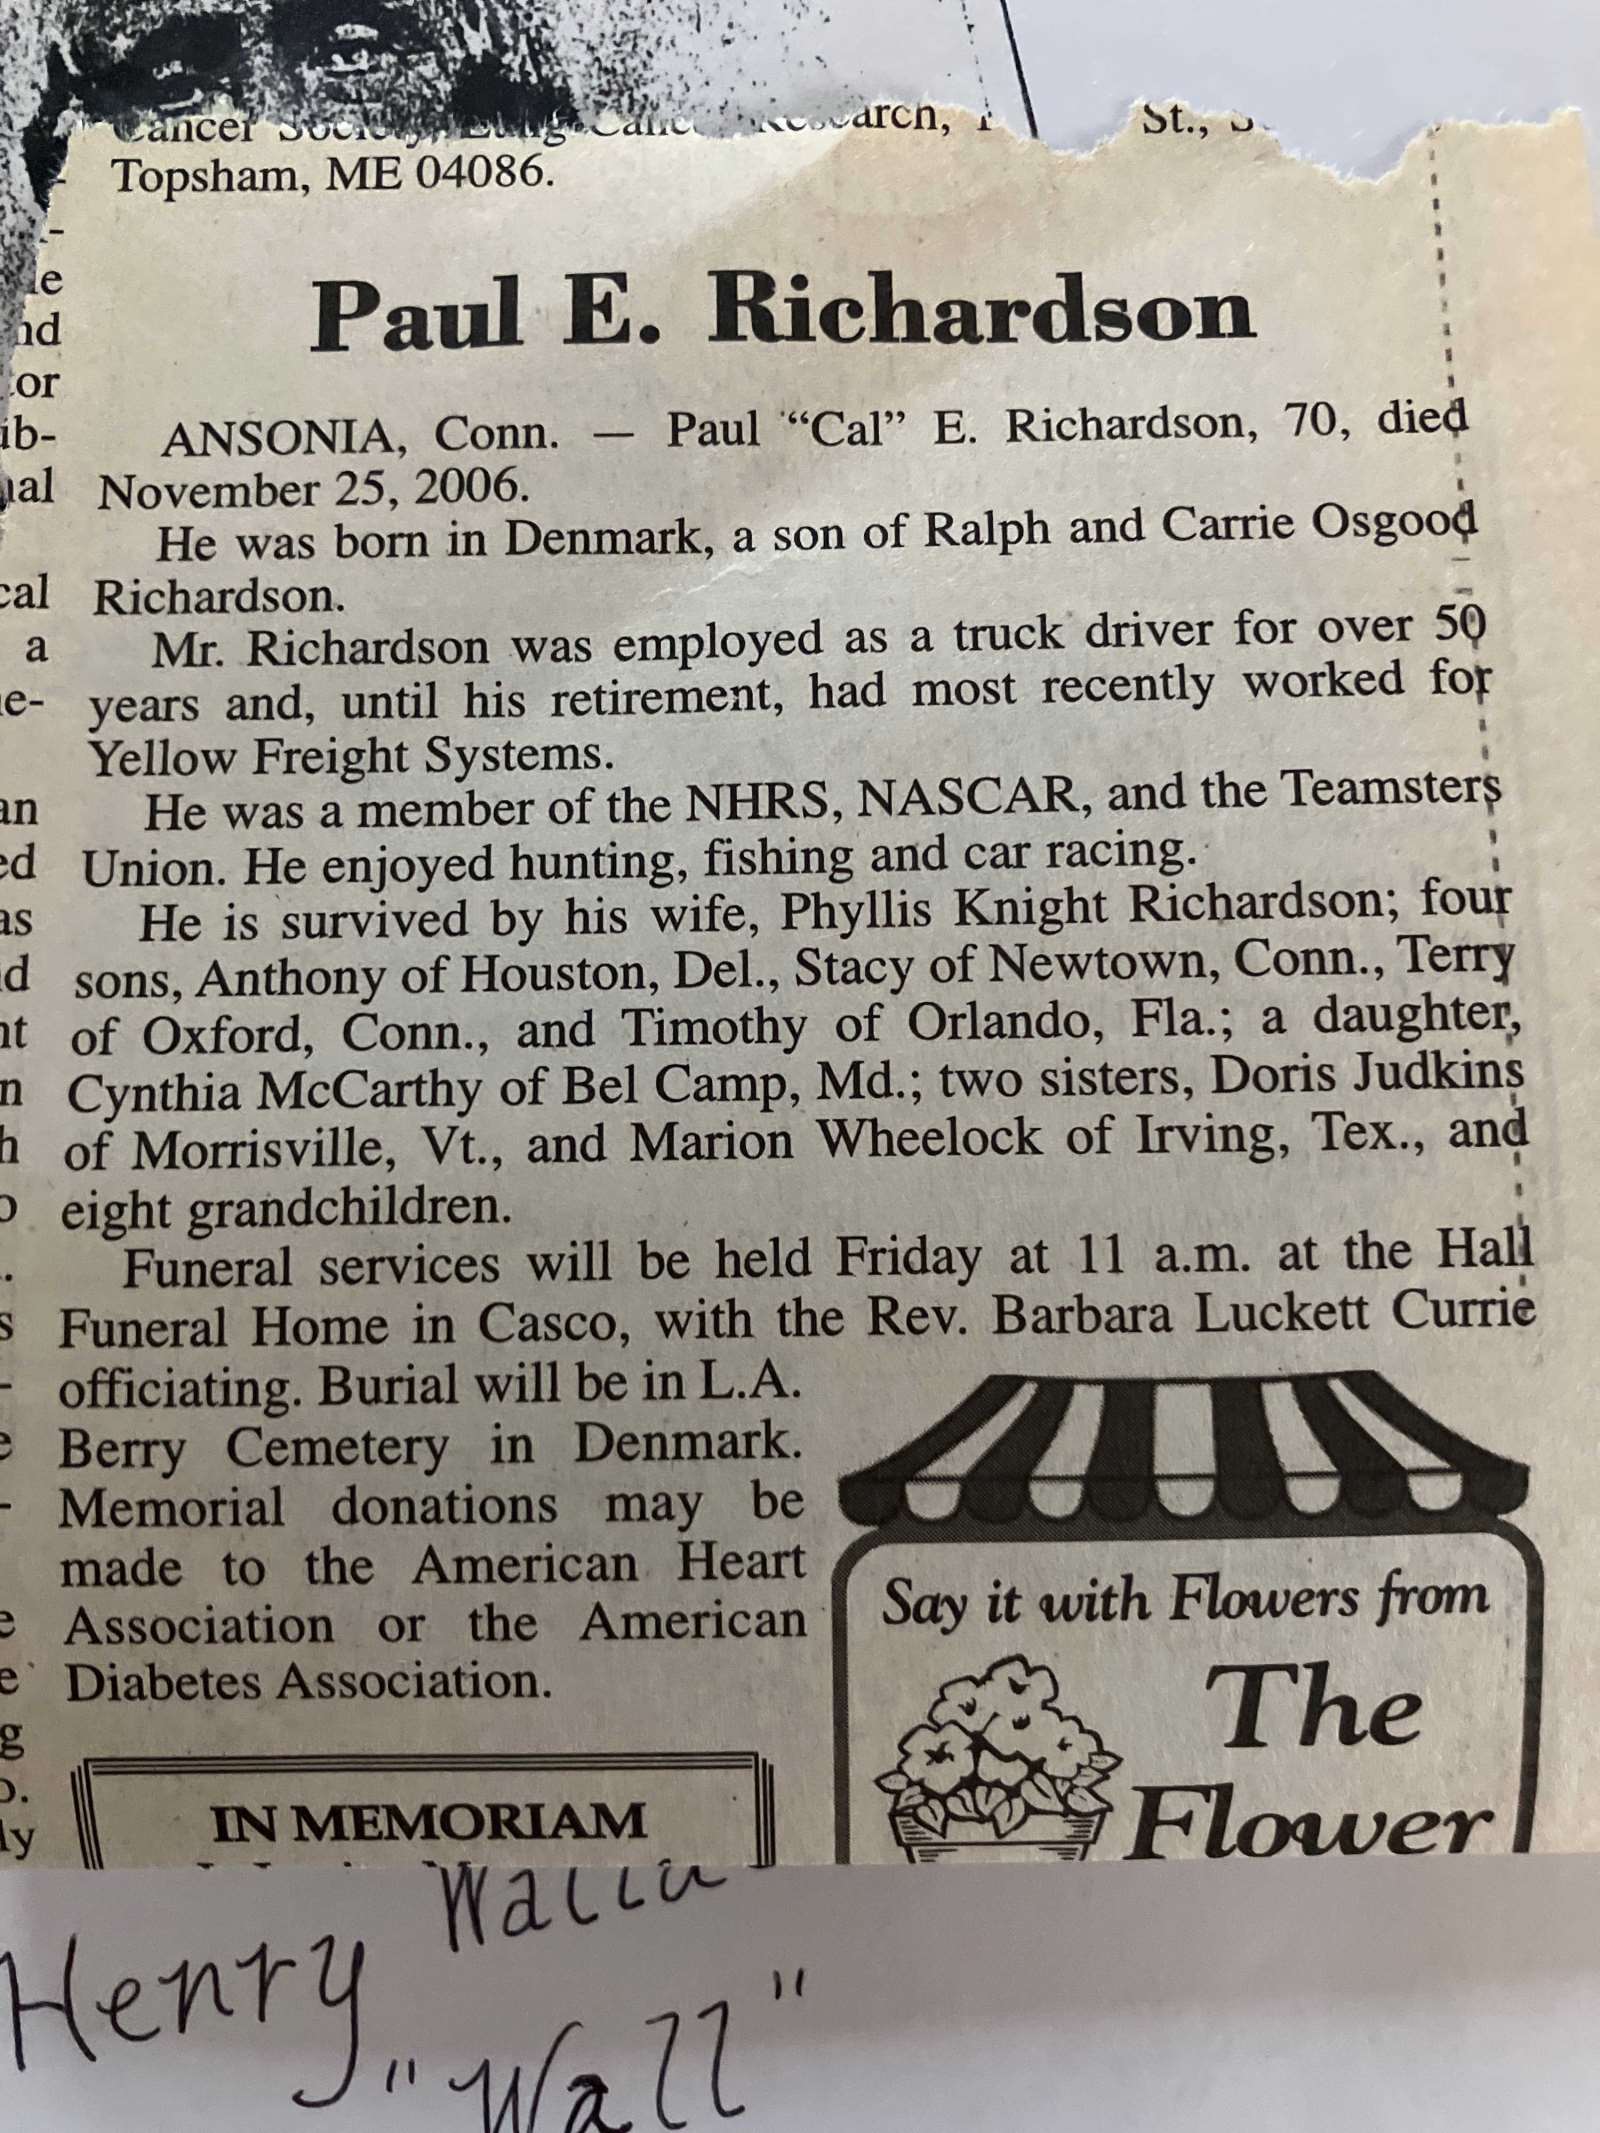 Cancer Society, Lung Cancer Research, St.,
Topsham, ME 04086.
Paul E. Richardson
ANSONIA, Conn. — Paul “Cal” E. Richardson, 70, died
November 25, 2006.
He was born in Denmark, a son of Ralph and Carrie Osgood
Richardson.
Mr. Richardson was employed as a truck driver for over 50
years and, until his retirement, had most recently worked for
Yellow Freight Systems.
He was a member of the NHRS, NASCAR, and the Teamsters
Union. He enjoyed hunting, fishing and car racing.
He is survived by his wife, Phyllis Knight Richardson; four
sons, Anthony of Houston, Del., Stacy of Newtown, Conn., Terry
of Oxford, Conn., and Timothy of Orlando, Fla.; a daughter,
Cynthia McCarthy of Bel Camp, Md.; two sisters, Doris Judkins
of Morrisville, Vt., and Marion Wheelock of Irving, Tex., and
eight grandchildren.
Funeral services will be held Friday at 11 a.m. at the Hall
Funeral Home in Casco, with the Rev. Barbara Luckett Currie
officiating. Burial will be in L.A.
Berry Cemetery in Denmark.
Memorial donations may be
made to the American Heart
Association or the American
Diabetes Association.
IN MEMORIAM
Say it with Flowers from
The
Flower
Henry
"Wall"